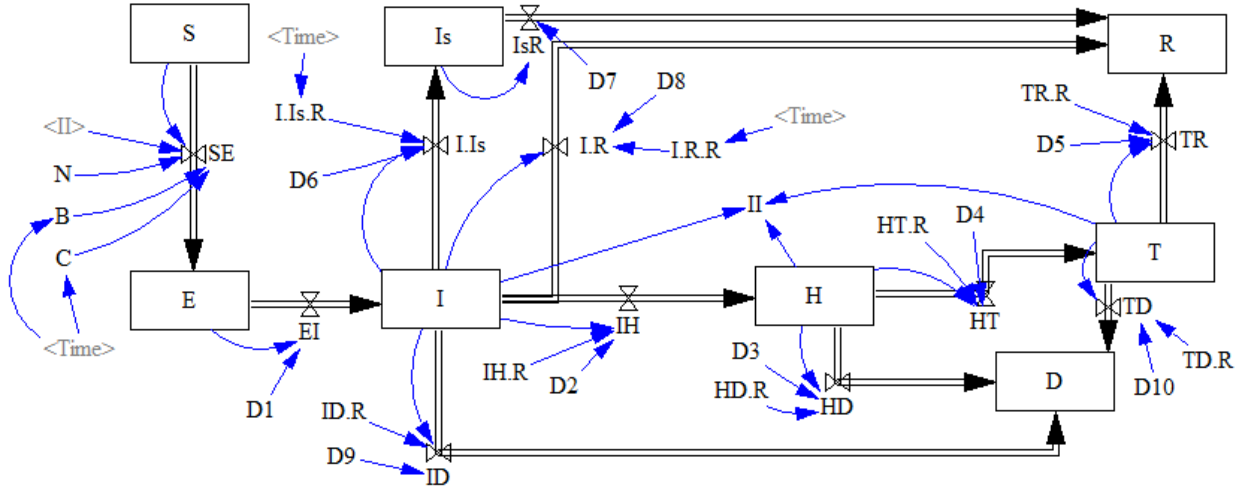 S
<Time>
Is
IsR
R
D7
D8
I.Is.R
<II>
SE
N
B
C
I.Is
D6
I.R
I.R.R
<Time>
TR.R
D5
TR
II
HT.R
D4
E
EI
I
IH
H
HT
T
TD
<Time>
D1
IH.R
D2
D3
HD.R
HD
D
D10
TD.R
ID.R
D9
ID